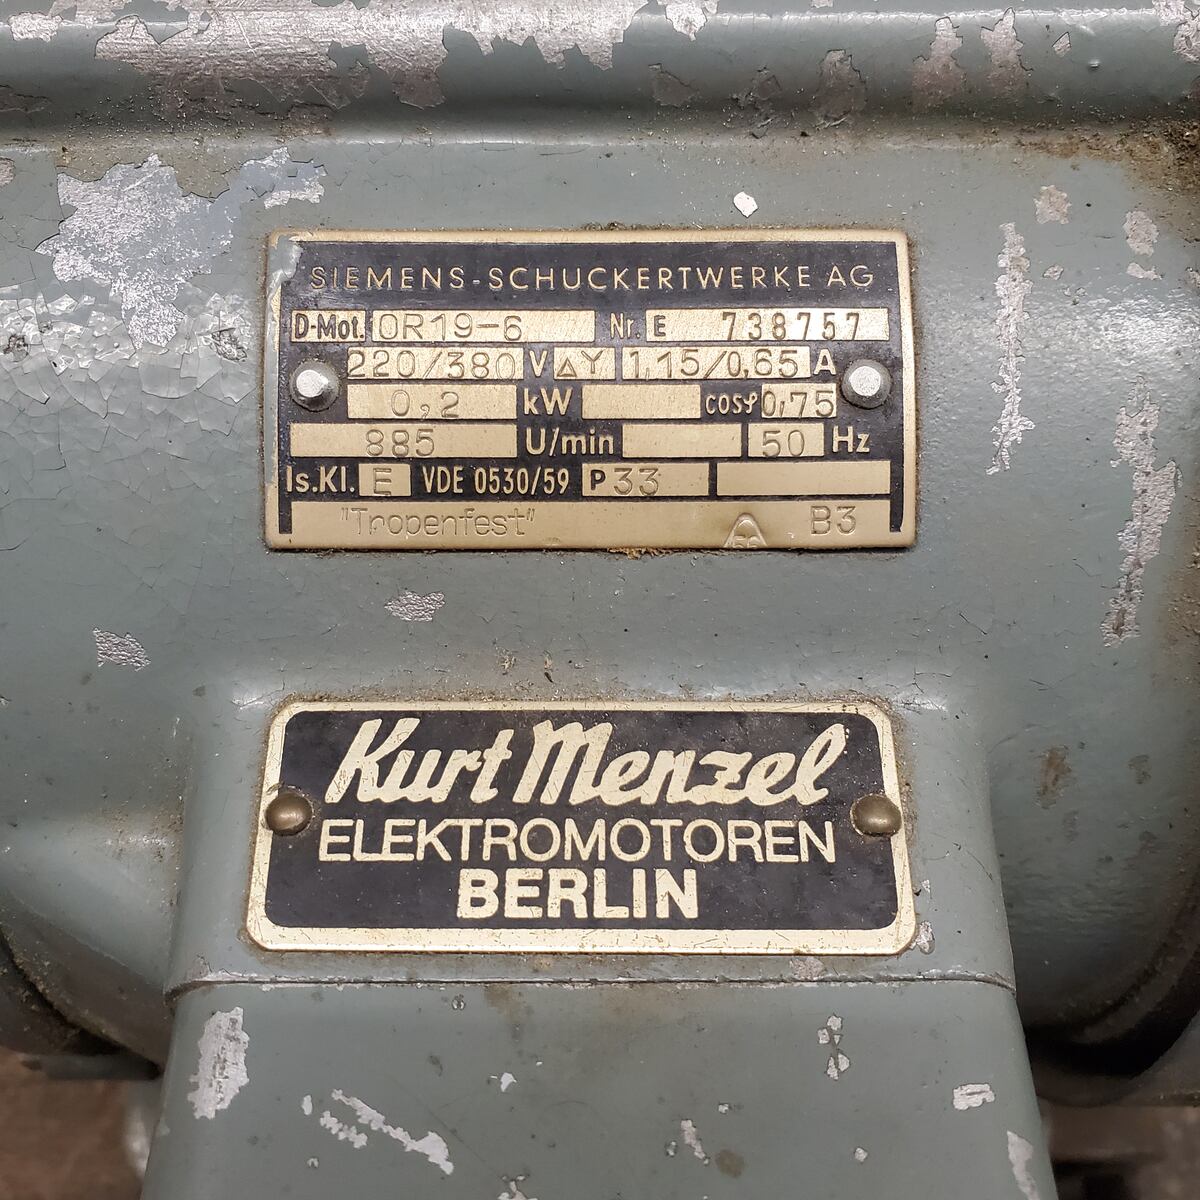 SIEMENS-SCHUCKERTWERKE AG
D-Mot. OR19-6 Nr. E 738757
220/380 V △Y 1,15/0,65 A
0,2 kW cosφ 0,75
885 U/min 50 Hz
Is.Kl. E VDE 0530/59 P 33
"Tropenfest" B3
Kurt Menzel
ELEKTROMOTOREN
BERLIN